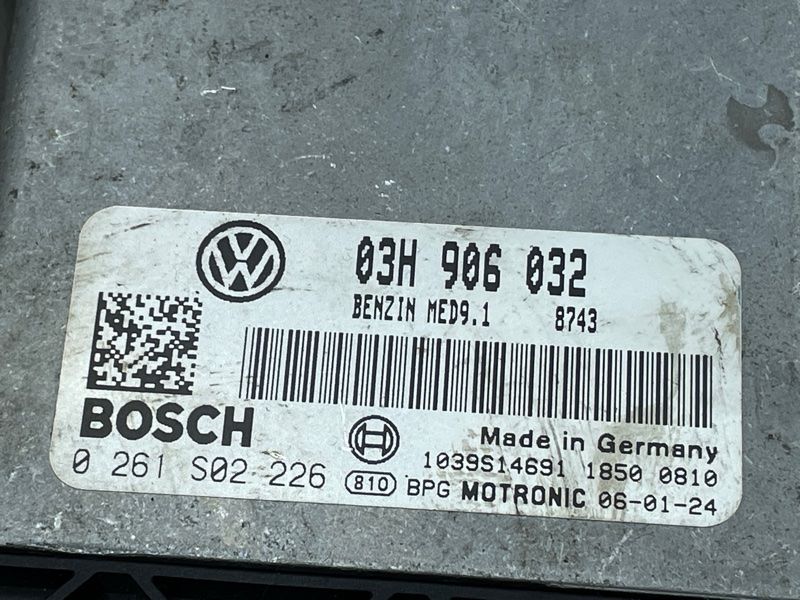 03H 906 032
BENZIN MED9.1 8743
BOSCH
Made in Germany
1039S14691 1850 0810
0 261 S02 226 810 BPG MOTRONIC 06-01-24